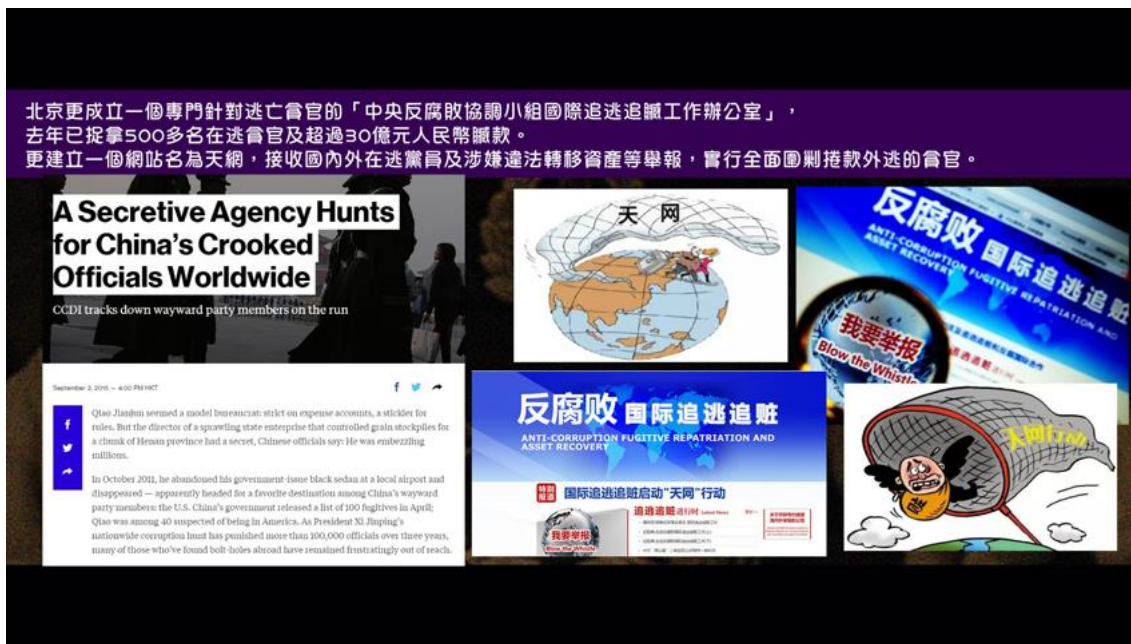 北京更成立一個專門針對逃亡貪官的「中央反腐敗協調小組國際追逃追贓工作辦公室」，
去年已捉拿500多名在逃貪官及超過30億元人民幣贓款。
更建立一個網站名為天網，接收國內外在逃黨員及涉嫌違法轉移資產等舉報，實行全面圍剿捲款外逃的貪官。
A Secretive Agency Hunts
for China's Crooked
Officials Worldwide
CCDI tracks down wayward party members on the run
September 2, 2015 — 4:00 PM HKT
Qiao Jianjun seemed a model bureaucrat: strict on expense accounts, a stickler for
rules. But the director of a sprawling state enterprise that controlled grain stockpiles for
a chunk of Henan province had a secret, Chinese officials say: He was embezzling
millions.
In October 2011, he abandoned his government-issue black sedan at a local airport and
disappeared — apparently headed for a favorite destination among China's wayward
party members: the U.S. China's government released a list of 100 fugitives in April;
Qiao was among 40 suspected of being in America. As President Xi Jinping's
nationwide corruption hunt has punished more than 100,000 officials over three years,
many of those who've found bolt-holes abroad have remained frustratingly out of reach.
天网
反腐败 国际追逃追赃
ANTI-CORRUPTION FUGITIVE REPATRIATION AND
ASSET RECOVERY
我要举报
Blow the Whistle
反腐败 国际追逃追赃
ANTI-CORRUPTION FUGITIVE REPATRIATION AND
ASSET RECOVERY
特别
报道
国际追逃追赃启动"天网"行动
追逃追赃进行时 Latest News
我要举报
Blow the Whistle
天网行动